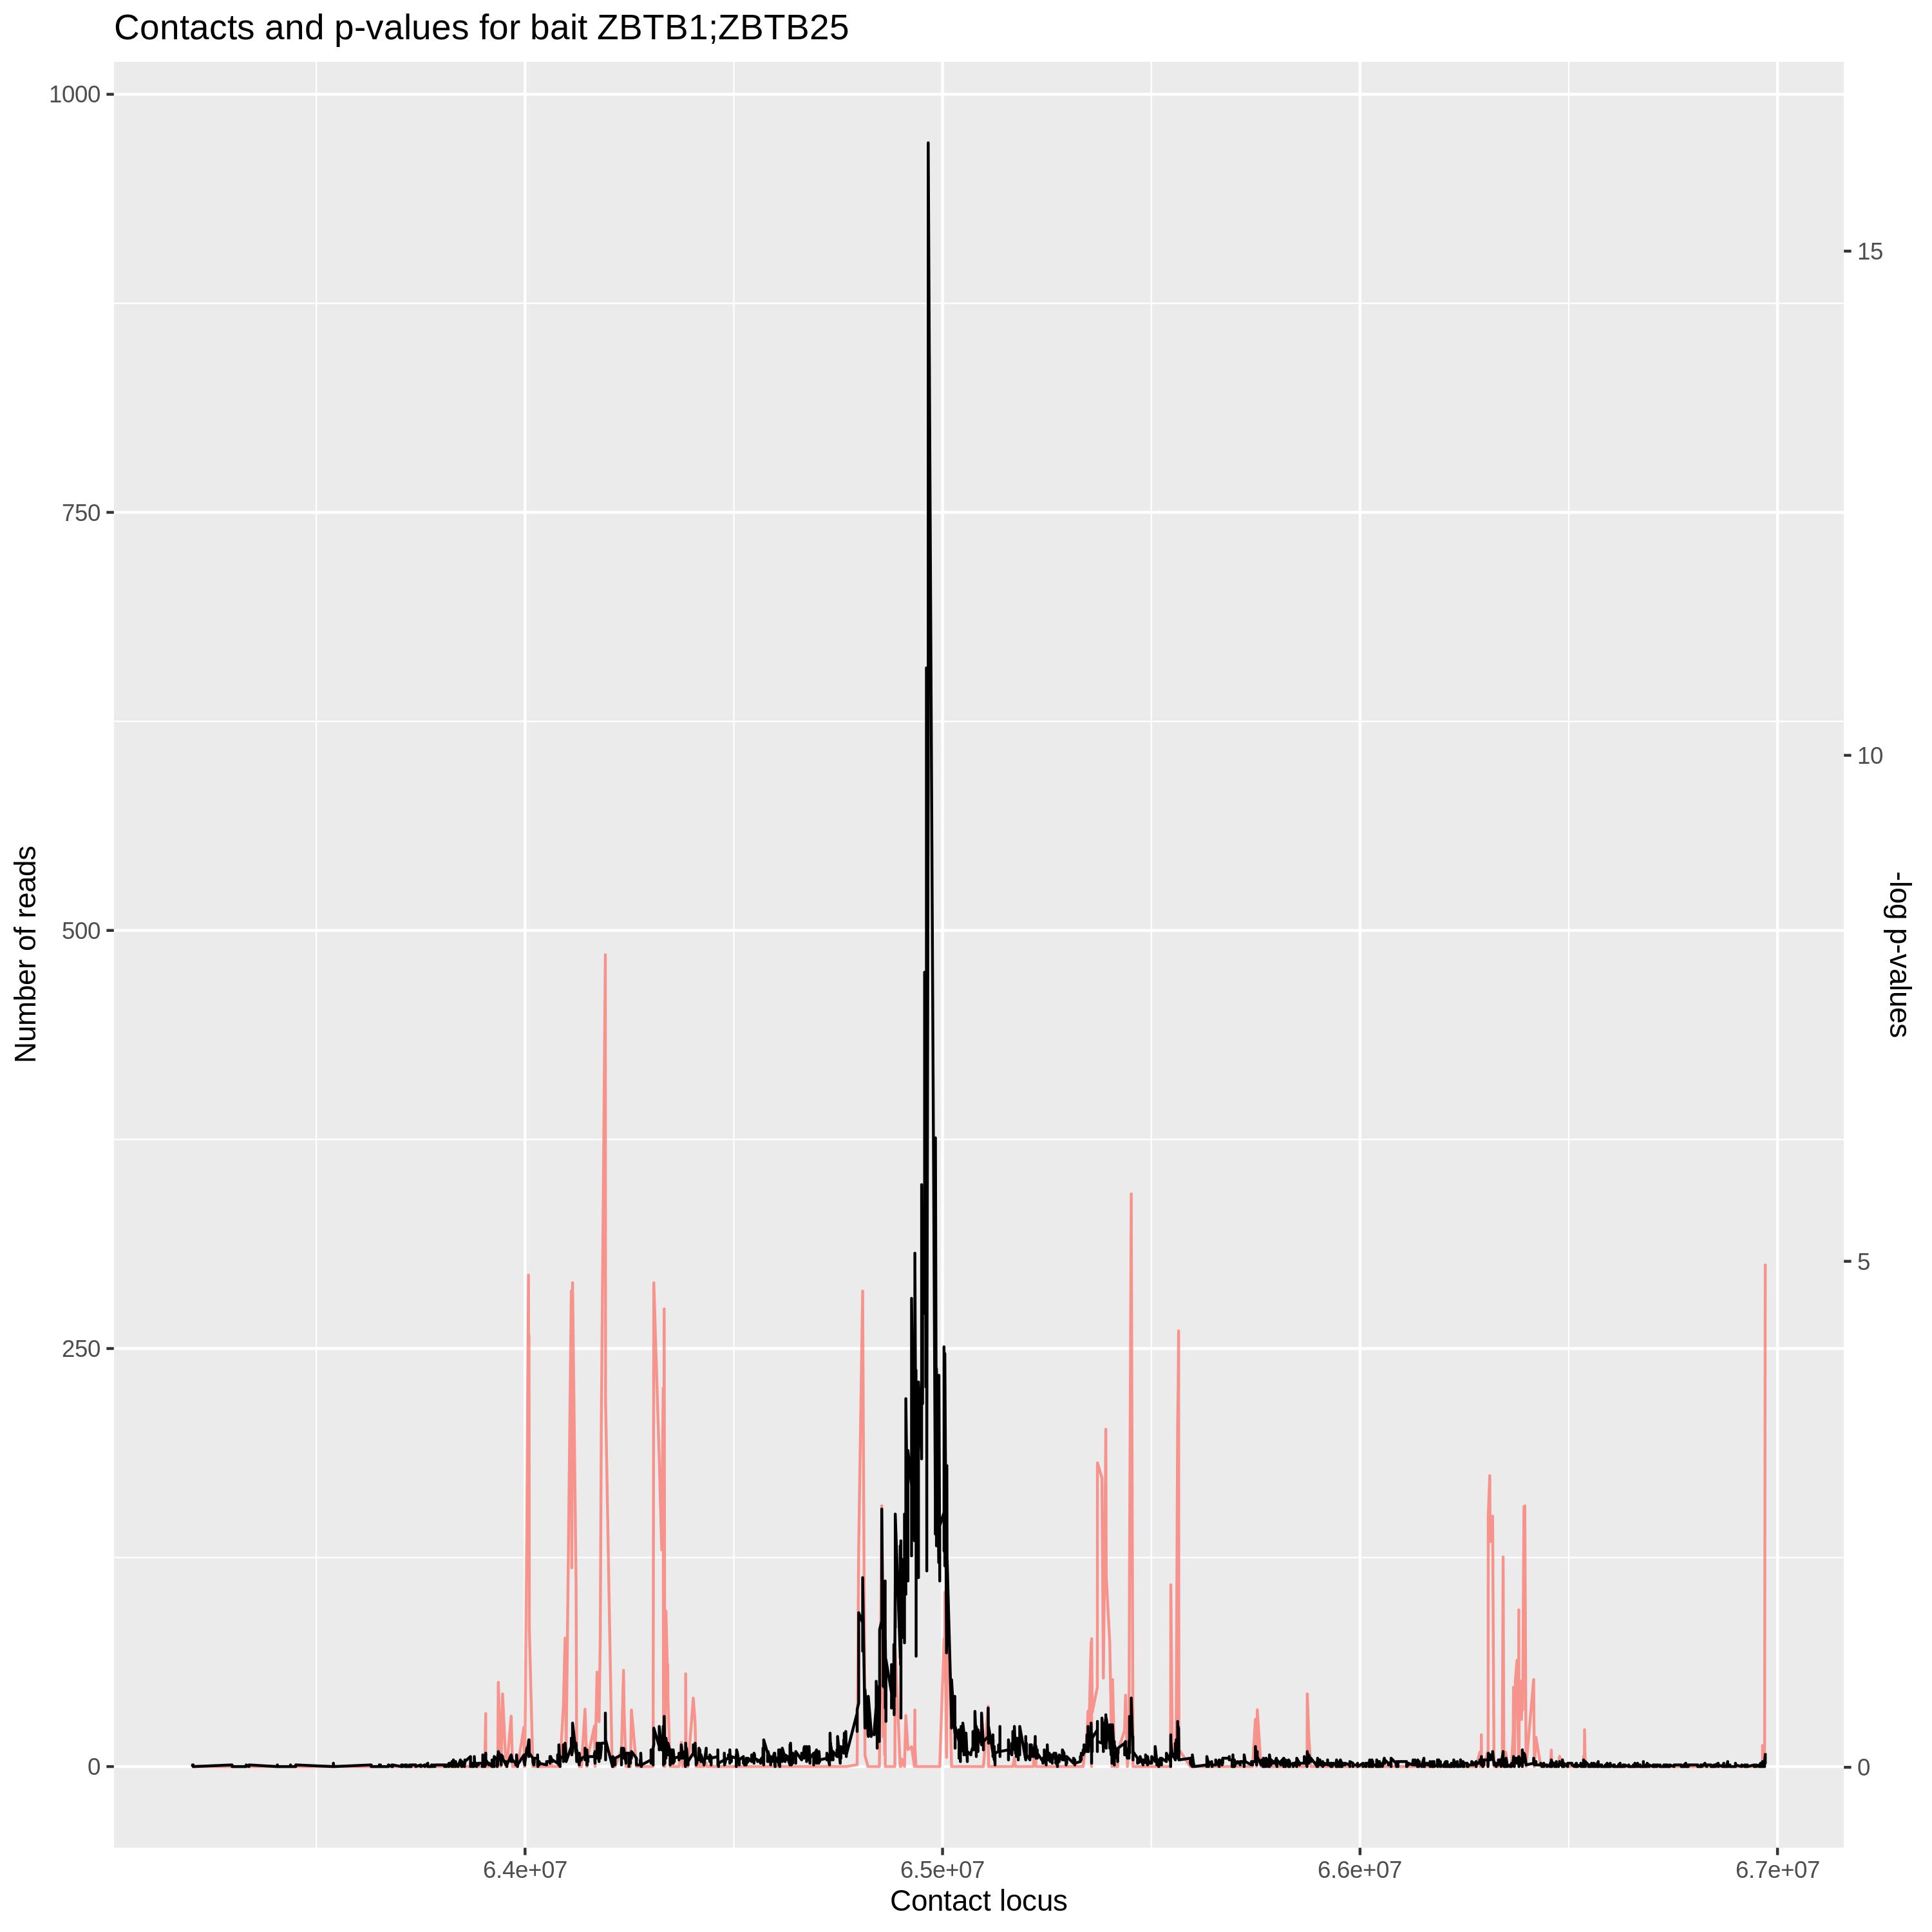 Contacts and p-values for bait ZBTB1;ZBTB25
1000
750
500
250
0
Number of reads
15
10
5
0
-log p-values
6.4e+07 6.5e+07 6.6e+07 6.7e+07
Contact locus